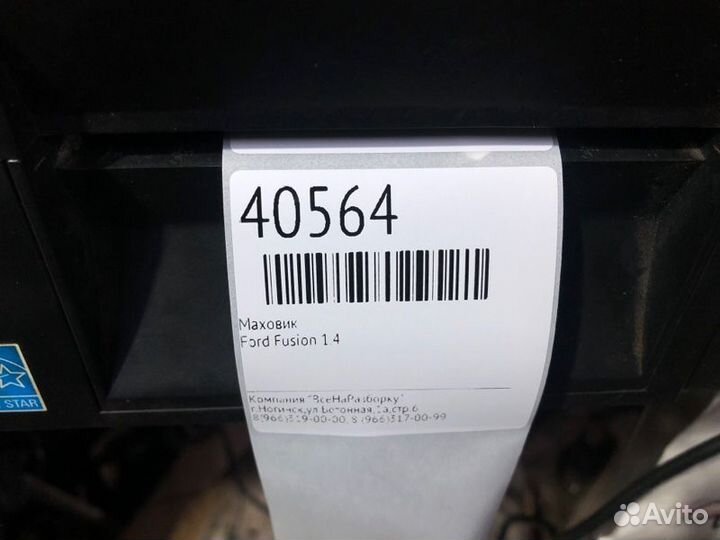 40564
Маховик
Ford Fusion 1.4
Компания "ВсеНаРазборку"
г.Ногинск,ул.Бетонная,
стр.6
8(966)319-00-00, 8 (966)317-00-99
STAR
Avito